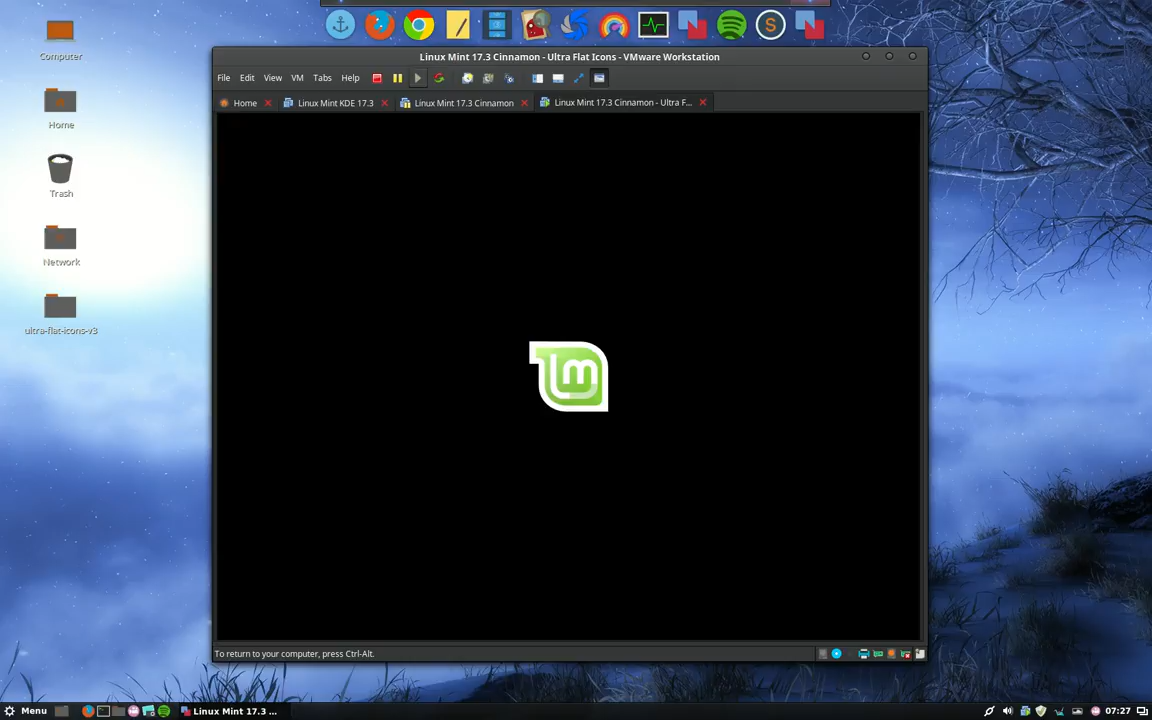 Computer
Home
Trash
Network
ultra-flat-icons-v3
S
Linux Mint 17.3 Cinnamon - Ultra Flat Icons - VMware Workstation
File Edit View VM Tabs Help
Home Linux Mint KDE 17.3 Linux Mint 17.3 Cinnamon Linux Mint 17.3 Cinnamon - Ultra F...
lm
To return to your computer, press Ctrl-Alt.
Menu Linux Mint 17.3 ... 07:27